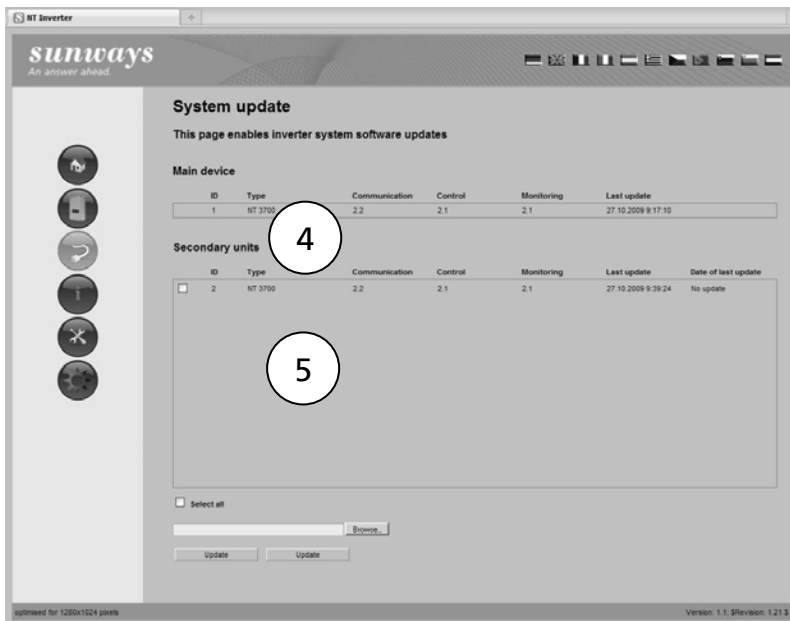 NT Inverter
sunways
An answer ahead.
System update
This page enables inverter system software updates
Main device
ID Type Communication Control Monitoring Last update
1 NT 3700 2.2 2.1 2.1 27.10.2009 9:17:10
4
Secondary units
ID Type Communication Control Monitoring Last update Date of last update
2 NT 3700 2.2 2.1 2.1 27.10.2009 9:39:24 No update
5
Select all
Browse..
Update Update
optimised for 1280x1024 pixels Version: 1.1; $Revision: 1.21 $